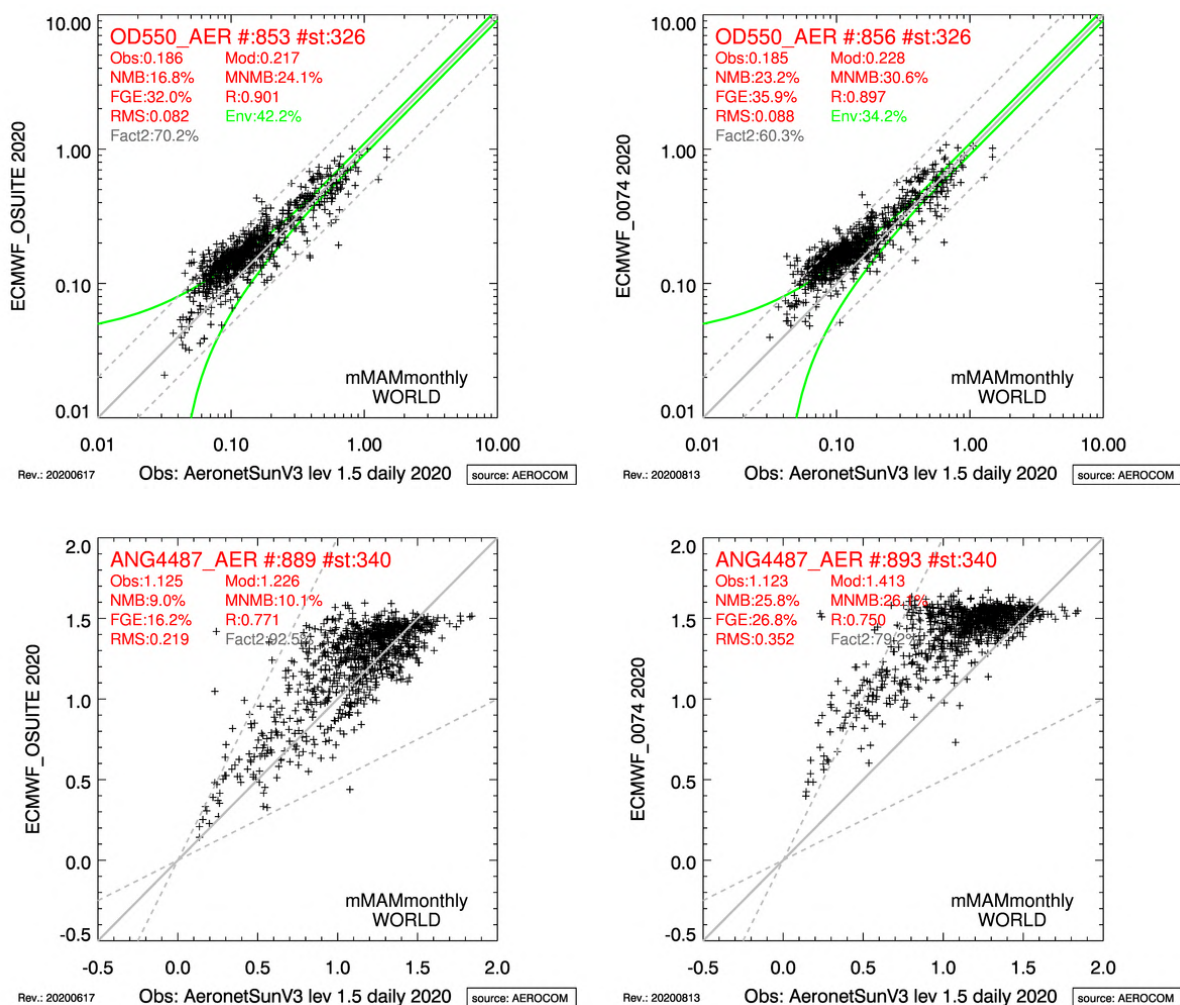 10.00
1.00
0.10
0.01
ECMWF_OSUITE 2020
OD550_AER #:853 #st:326
Obs:0.186 Mod:0.217
NMB:16.8% MNMB:24.1%
FGE:32.0% R:0.901
RMS:0.082 Env:42.2%
Fact2:70.2%
mMAMmonthly
WORLD
0.01 0.10 1.00 10.00
Rev.: 20200617 Obs: AeronetSunV3 lev 1.5 daily 2020 source: AEROCOM
10.00
1.00
0.10
0.01
ECMWF_0074 2020
OD550_AER #:856 #st:326
Obs:0.185 Mod:0.228
NMB:23.2% MNMB:30.6%
FGE:35.9% R:0.897
RMS:0.088 Env:34.2%
Fact2:60.3%
mMAMmonthly
WORLD
0.01 0.10 1.00 10.00
Rev.: 20200813 Obs: AeronetSunV3 lev 1.5 daily 2020 source: AEROCOM
2.0
1.5
1.0
0.5
0.0
-0.5
ECMWF_OSUITE 2020
ANG4487_AER #:889 #st:340
Obs:1.125 Mod:1.226
NMB:9.0% MNMB:10.1%
FGE:16.2% R:0.771
RMS:0.219 Fact2:92.5%
mMAMmonthly
WORLD
-0.5 0.0 0.5 1.0 1.5 2.0
Rev.: 20200617 Obs: AeronetSunV3 lev 1.5 daily 2020 source: AEROCOM
2.0
1.5
1.0
0.5
0.0
-0.5
ECMWF_0074 2020
ANG4487_AER #:893 #st:340
Obs:1.123 Mod:1.413
NMB:25.8%
FGE:26.8% R:0.750
RMS:0.352 Fact2:79.2%
mMAMmonthly
WORLD
-0.5 0.0 0.5 1.0 1.5 2.0
Rev.: 20200813 Obs: AeronetSunV3 lev 1.5 daily 2020 source: AEROCOM